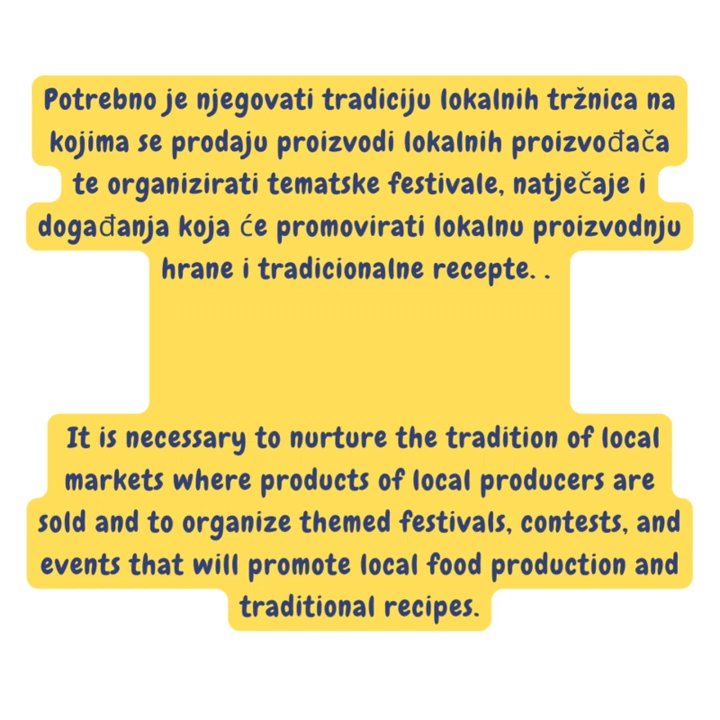 Potrebno je njegovati tradiciju lokalnih tržnica na
kojima se prodaju proizvodi lokalnih proizvođača
te organizirati tematske festivale, natječaje i
događanja koja će promovirati lokalnu proizvodnju
hrane i tradicionalne recepte. .
It is necessary to nurture the tradition of local
markets where products of local producers are
sold and to organize themed festivals, contests, and
events that will promote local food production and
traditional recipes.